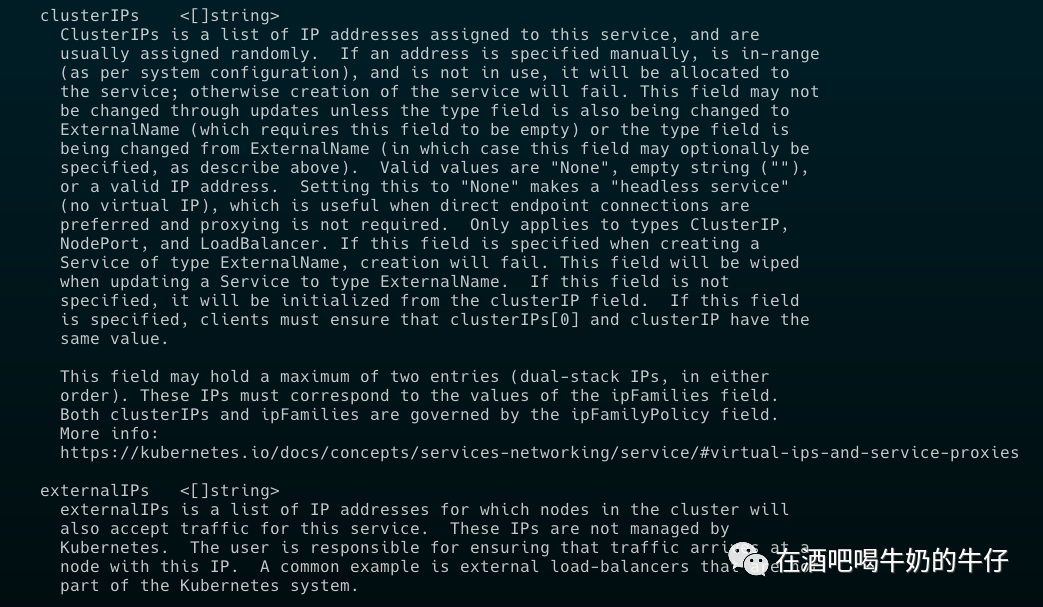 clusterIPs <[]string>
ClusterIPs is a list of IP addresses assigned to this service, and are
usually assigned randomly. If an address is specified manually, is in-range
(as per system configuration), and is not in use, it will be allocated to
the service; otherwise creation of the service will fail. This field may not
be changed through updates unless the type field is also being changed to
ExternalName (which requires this field to be empty) or the type field is
being changed from ExternalName (in which case this field may optionally be
specified, as describe above). Valid values are "None", empty string (""),
or a valid IP address. Setting this to "None" makes a "headless service"
(no virtual IP), which is useful when direct endpoint connections are
preferred and proxying is not required. Only applies to types ClusterIP,
NodePort, and LoadBalancer. If this field is specified when creating a
Service of type ExternalName, creation will fail. This field will be wiped
when updating a Service to type ExternalName. If this field is not
specified, it will be initialized from the clusterIP field. If this field
is specified, clients must ensure that clusterIPs[0] and clusterIP have the
same value.
This field may hold a maximum of two entries (dual-stack IPs, in either
order). These IPs must correspond to the values of the ipFamilies field.
Both clusterIPs and ipFamilies are governed by the ipFamilyPolicy field.
More info:
https://kubernetes.io/docs/concepts/services-networking/service/#virtual-ips-and-service-proxies
externalIPs <[]string>
externalIPs is a list of IP addresses for which nodes in the cluster will
also accept traffic for this service. These IPs are not managed by
Kubernetes. The user is responsible for ensuring that traffic arrives at a
node with this IP. A common example is external load-balancers that are not
part of the Kubernetes system.
在酒吧喝牛奶的牛仔